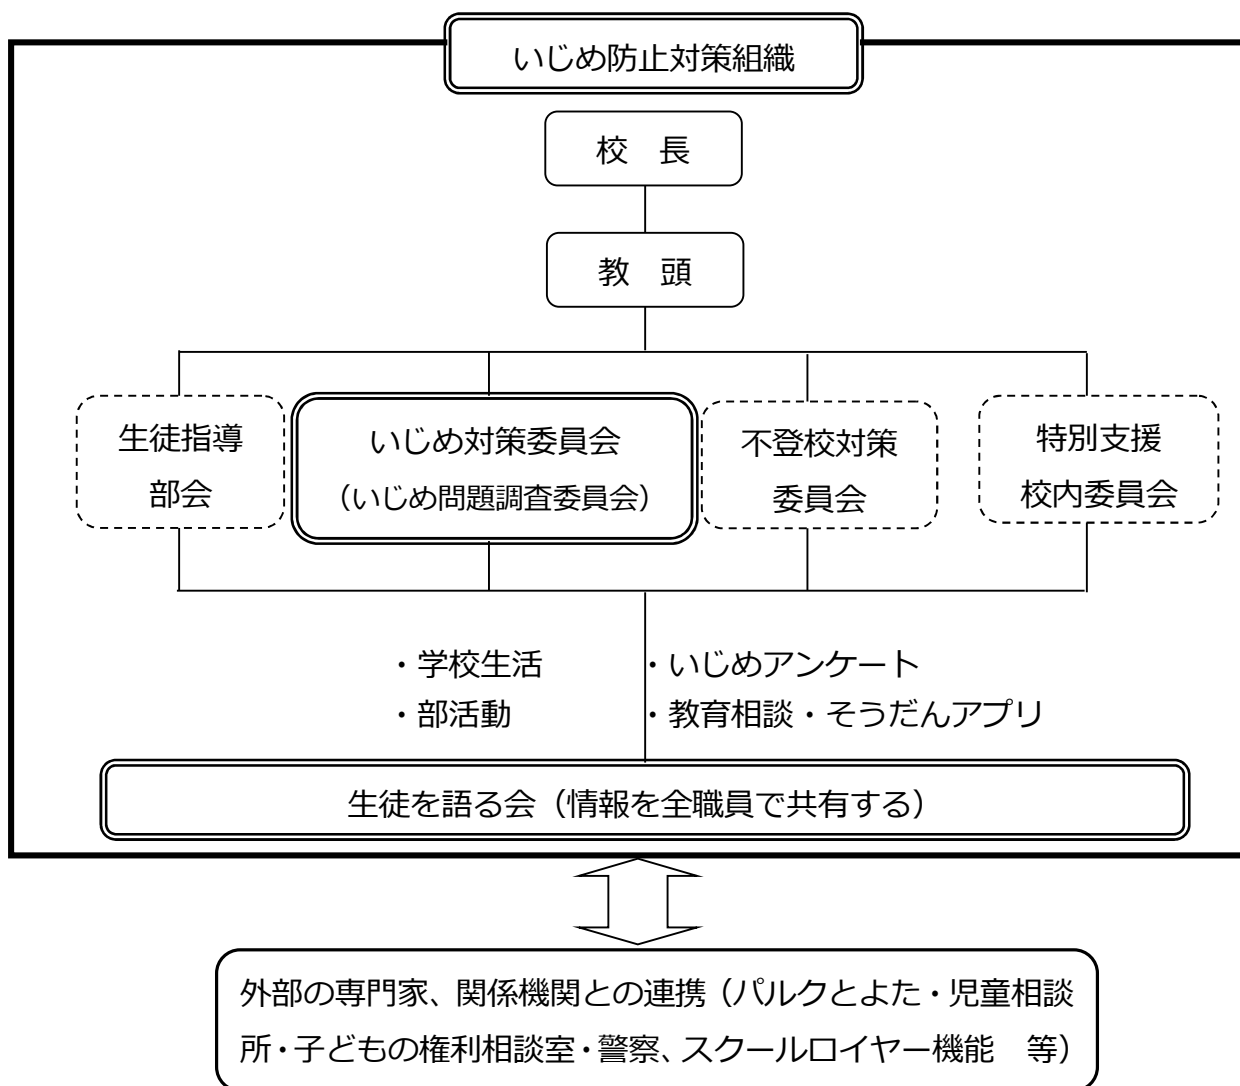 いじめ防止対策組織
校　長
教　頭
生徒指導
部会
いじめ対策委員会
（いじめ問題調査委員会）
不登校対策
委員会
特別支援
校内委員会
・学校生活
・部活動
・いじめアンケート
・教育相談・そうだんアプリ
生徒を語る会（情報を全職員で共有する）
外部の専門家、関係機関との連携（パルクとよた・児童相談
所・子どもの権利相談室・警察、スクールロイヤー機能　等）